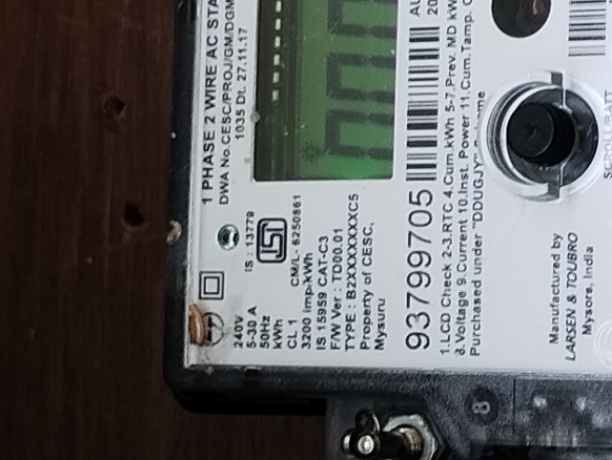 1 PHASE 2 WIRE AC STA
DWA No.CESC/PROJ/GM/DGM
1035 Dt. 27.11.17
IS : 13779
CM/L- 6250861
240V
5-30 A
50Hz
kWh
CL 1
3200 imp/kWh
IS 15959-CAT-C3
F/W Ver : TD00.01
TYPE : B2XXXXXXXXC5
Property of CESC,
Mysuru
93799705
1.LCD Check 2-3.RTC 4.Cum.kWh 5-7.Prev. MD kW
8.Voltage 9.Current 10.Inst. Power 11.Cum.Tamp.
Purchased under "DDUGJY"
Manufactured by
LARSEN & TOUBRO
Mysore, India
8